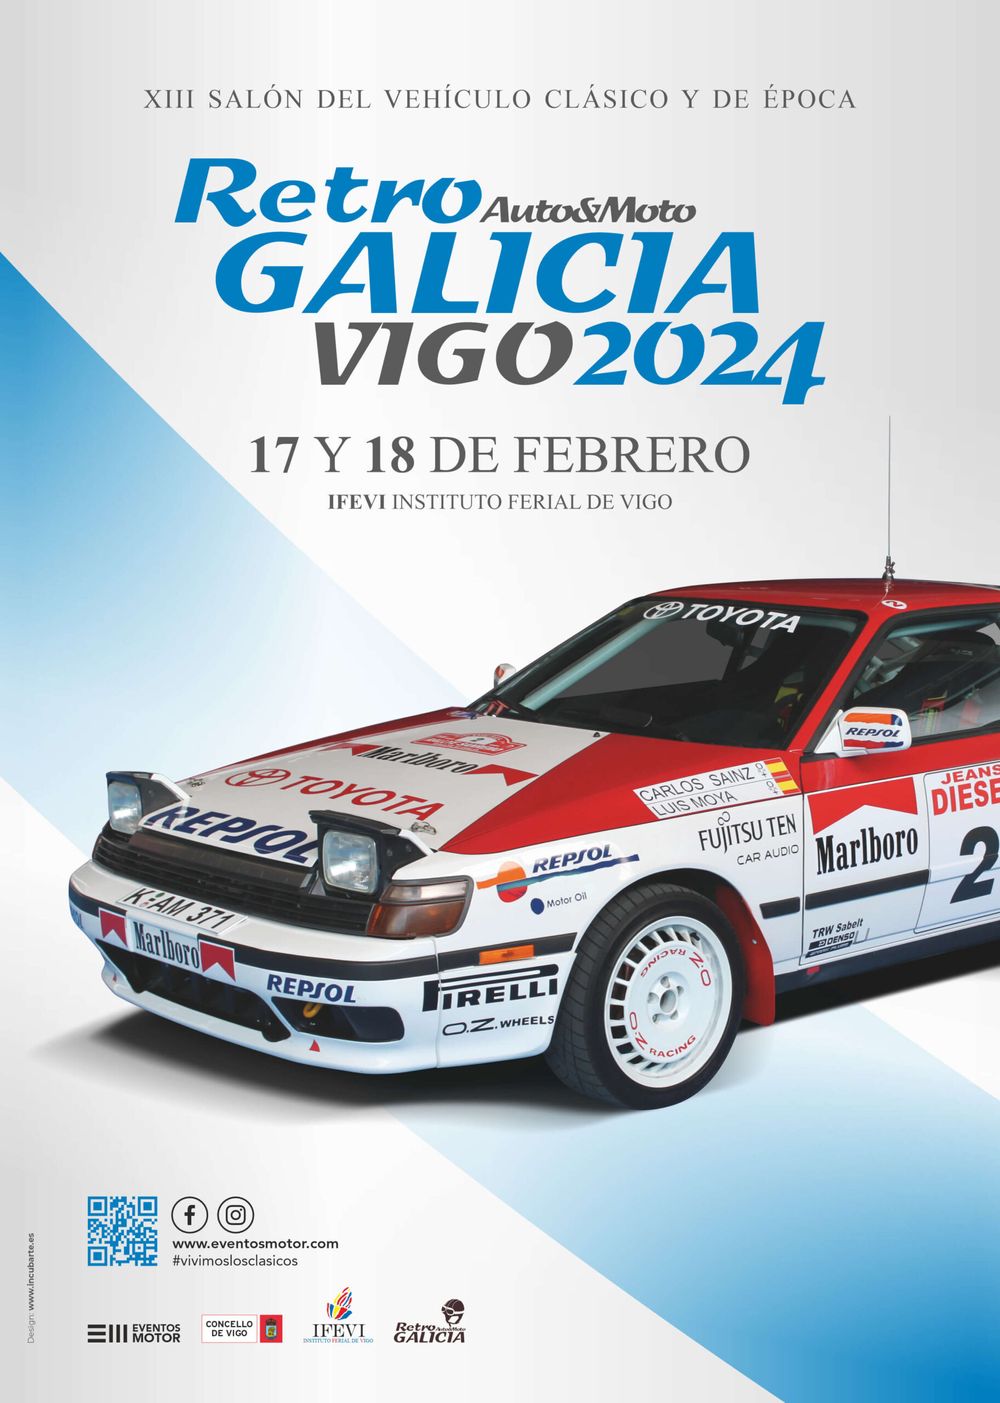 XIII SALÓN DEL VEHÍCULO CLÁSICO Y DE ÉPOCA
Retro Auto&Moto
GALICIA
VIGO 2024
17 Y 18 DE FEBRERO
IFEVI INSTITUTO FERIAL DE VIGO
TOYOTA
REPSOL
Marlboro
TOYOTA
REPSOL
CARLOS SAINZ
LUIS MOYA
FUJITSU TEN
CAR AUDIO
Marlboro
JEANS
DIESE
2
REPSOL
Motor Oil
TRW Sabelt
DENSO
K AM 371
Marlboro
REPSOL
PIRELLI
O.Z. WHEELS
O.Z. RACING
O.Z. RACING
www.eventosmotor.com
#vivimoslosclasicos
Design: www.incubarte.es
EVENTOS
MOTOR
CONCELLO
DE VIGO
IFEVI
INSTITUTO FERIAL DE VIGO
Retro Auto&Moto
GALICIA